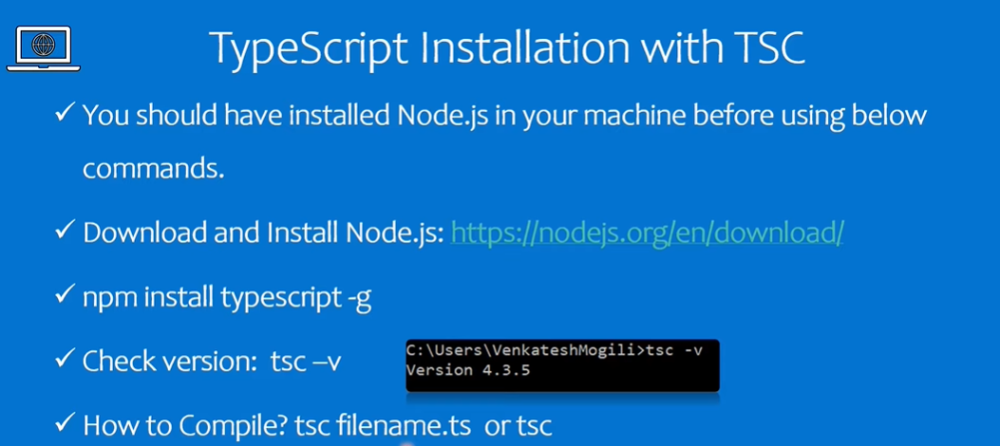 TypeScript Installation with TSC
✓ You should have installed Node.js in your machine before using below
commands.
✓ Download and Install Node.js: https://nodejs.org/en/download/
✓ npm install typescript -g
✓ Check version: tsc –v
C:\Users\VenkateshMogili>tsc -v
Version 4.3.5
✓ How to Compile? tsc filename.ts or tsc